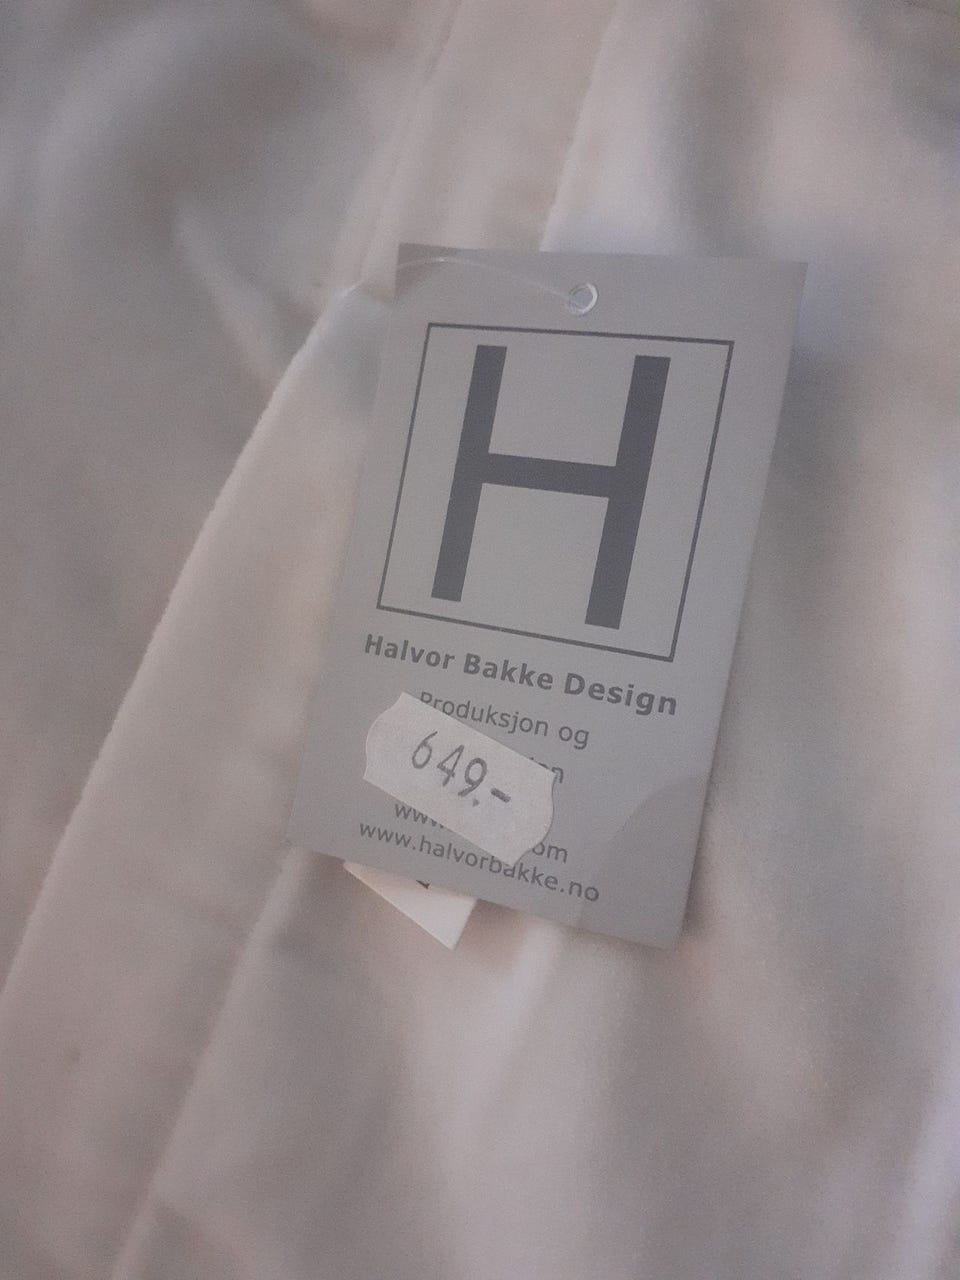 H
Halvor Bakke Design
Produksjon og
649.-
www.halvorbakke.no